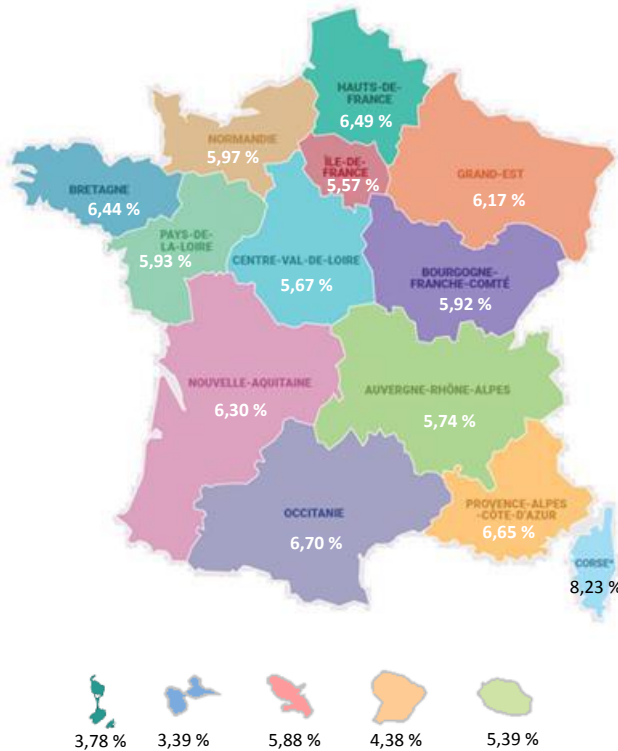 HAUTS-DE-
FRANCE
6,49 %
NORMANDIE
5,97 %
ÎLE-DE-
FRANCE
5,57 %
GRAND-EST
6,17 %
BRETAGNE
6,44 %
PAYS-DE-
LA-LOIRE
5,93 %
CENTRE-VAL-DE-LOIRE
5,67 %
BOURGOGNE-
FRANCHE-COMTÉ
5,92 %
NOUVELLE-AQUITAINE
6,30 %
AUVERGNE-RHÔNE-ALPES
5,74 %
OCCITANIE
6,70 %
PROVENCE-ALPES
-CÔTE-D'AZUR
6,65 %
CORSE*
8,23 %
3,78 %
3,39 %
5,88 %
4,38 %
5,39 %